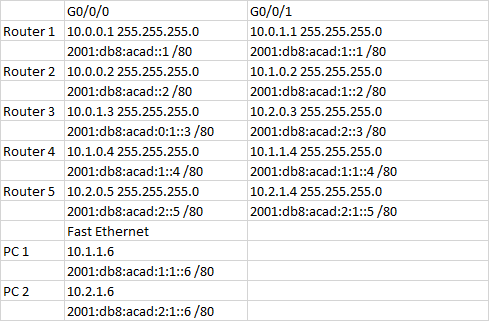 G0/0/0 G0/0/1
Router 1 10.0.0.1 255.255.255.0 10.0.1.1 255.255.255.0
2001:db8:acad::1 /80 2001:db8:acad:1::1 /80
Router 2 10.0.0.2 255.255.255.0 10.1.0.2 255.255.255.0
2001:db8:acad::2 /80 2001:db8:acad:1::2 /80
Router 3 10.0.1.3 255.255.255.0 10.2.0.3 255.255.255.0
2001:db8:acad:0:1::3 /80 2001:db8:acad:2::3 /80
Router 4 10.1.0.4 255.255.255.0 10.1.1.4 255.255.255.0
2001:db8:acad:1::4 /80 2001:db8:acad:1:1::4 /80
Router 5 10.2.0.5 255.255.255.0 10.2.1.4 255.255.255.0
2001:db8:acad:2::5 /80 2001:db8:acad:2:1::5 /80
Fast Ethernet
PC 1 10.1.1.6
2001:db8:acad:1:1::6 /80
PC 2 10.2.1.6
2001:db8:acad:2:1::6 /80